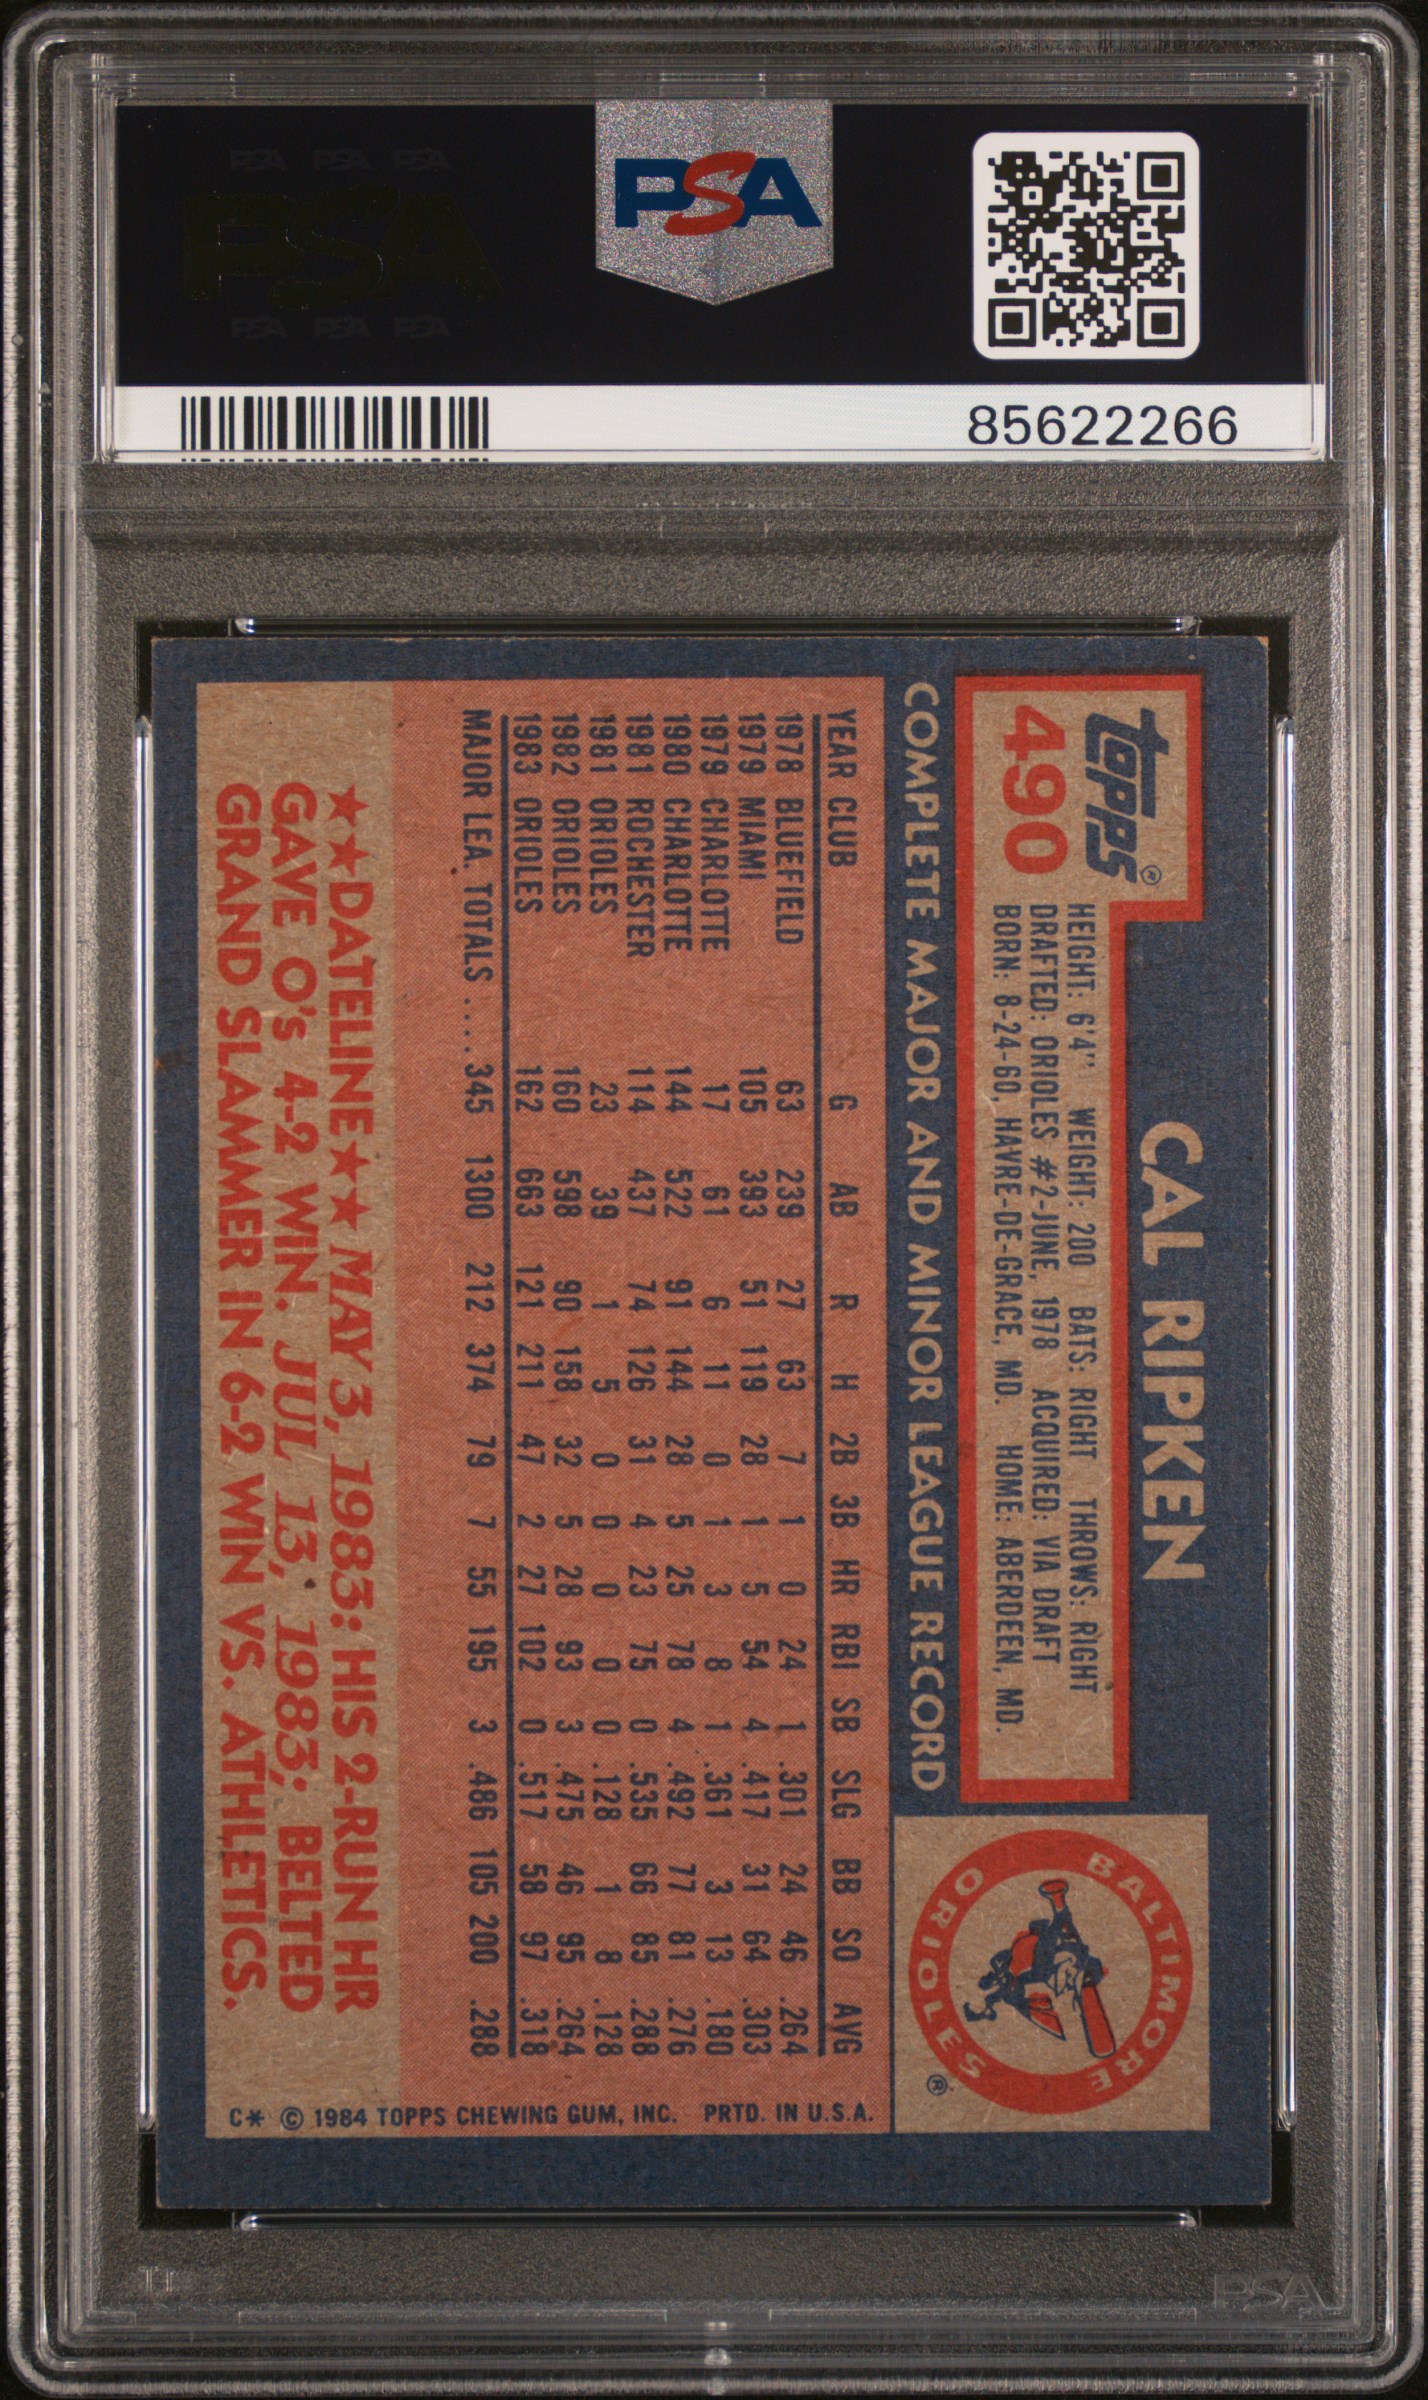 PSA PSA PSA
PSA
PSA PSA PSA
PSA
85622266
topps®
490
CAL RIPKEN
HEIGHT: 6'4" WEIGHT: 200 BATS: RIGHT THROWS: RIGHT
DRAFTED: ORIOLES #2-JUNE, 1978 ACQUIRED: VIA DRAFT
BORN: 8-24-60, HAVRE-DE-GRACE, MD. HOME: ABERDEEN, MD.
BALTIMORE
ORIOLES®
COMPLETE MAJOR AND MINOR LEAGUE RECORD
YEAR CLUB G AB R H 2B 3B HR RBI SB SLG BB SO AVG
1978 BLUEFIELD 63 239 27 63 7 1 0 24 1 .301 24 46 .264
1979 MIAMI 105 393 51 119 28 1 5 54 4 .417 31 64 .303
1979 CHARLOTTE 17 61 6 11 0 1 3 8 1 .361 3 13 .180
1980 CHARLOTTE 144 522 91 144 28 5 25 78 4 .492 77 81 .276
1981 ROCHESTER 114 437 74 126 31 4 23 75 0 .535 66 85 .288
1981 ORIOLES 23 39 1 5 0 0 0 0 0 .128 1 8 .128
1982 ORIOLES 160 598 90 158 32 5 28 93 3 .475 46 95 .264
1983 ORIOLES 162 663 121 211 47 2 27 102 0 .517 58 97 .318
MAJOR LEA. TOTALS .... 345 1300 212 374 79 7 55 195 3 .486 105 200 .288
★★DATELINE★★ MAY 3, 1983: HIS 2-RUN HR
GAVE O's 4-2 WIN. JUL 13, 1983; BELTED
GRAND SLAMMER IN 6-2 WIN VS. ATHLETICS.
C* © 1984 TOPPS CHEWING GUM, INC. PRTD. IN U.S.A.
PSA